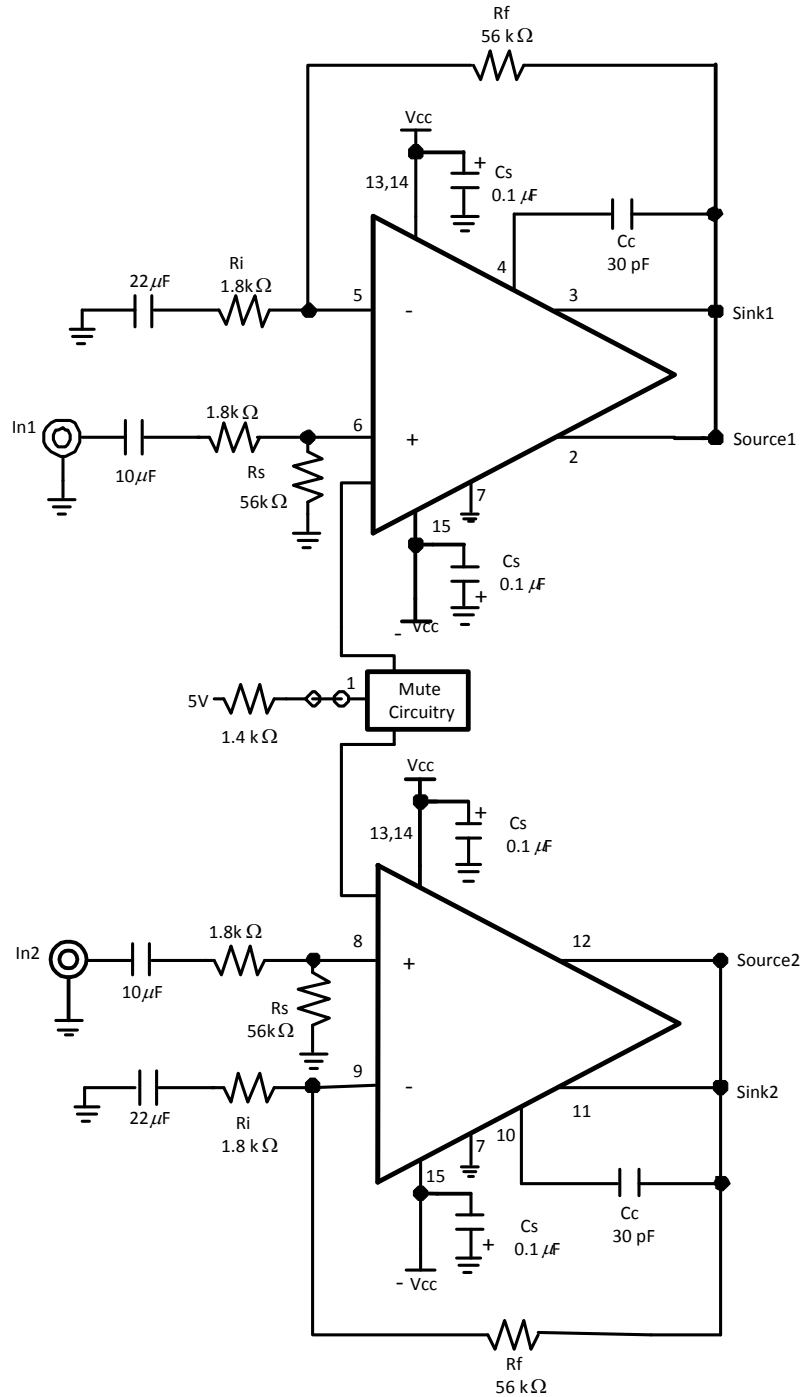 Rf
56 kΩ
Vcc
+
Cs
0.1 µF
13,14
4
Cc
30 pF
22µF
Ri
1.8kΩ
5
-
3
Sink1
In1
10µF
1.8kΩ
6
+
2
Source1
Rs
56kΩ
7
15
Cs
0.1 µF
+
- Vcc
5V
1.4 kΩ
1
Mute
Circuitry
Vcc
+
Cs
0.1 µF
13,14
In2
10µF
1.8kΩ
8
+
12
Source2
Rs
56kΩ
9
-
22µF
Ri
1.8 kΩ
11
Sink2
10
7
15
Cc
30 pF
Cs
0.1 µF
+
- Vcc
Rf
56 kΩ